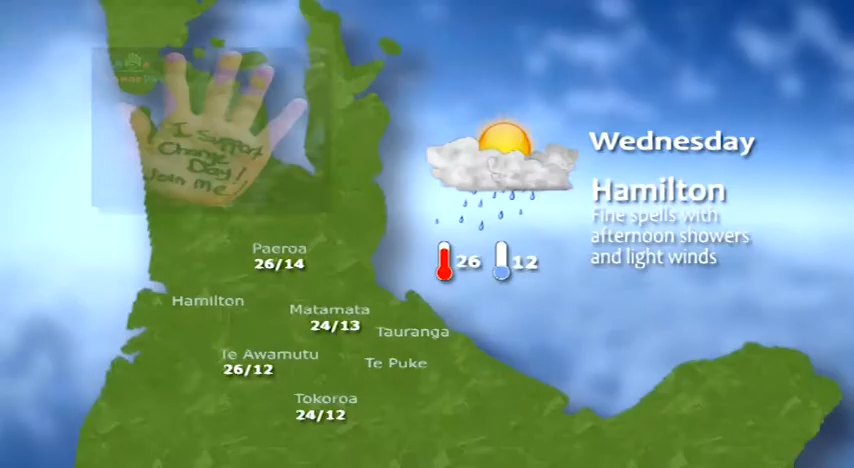 I Support
Change
Day!
Join me
Wednesday
Hamilton
Fine spells with
afternoon showers
and light winds
26 12
Paeroa
26/14
Hamilton
Matamata
24/13
Tauranga
Te Awamutu
26/12
Te Puke
Tokoroa
24/12